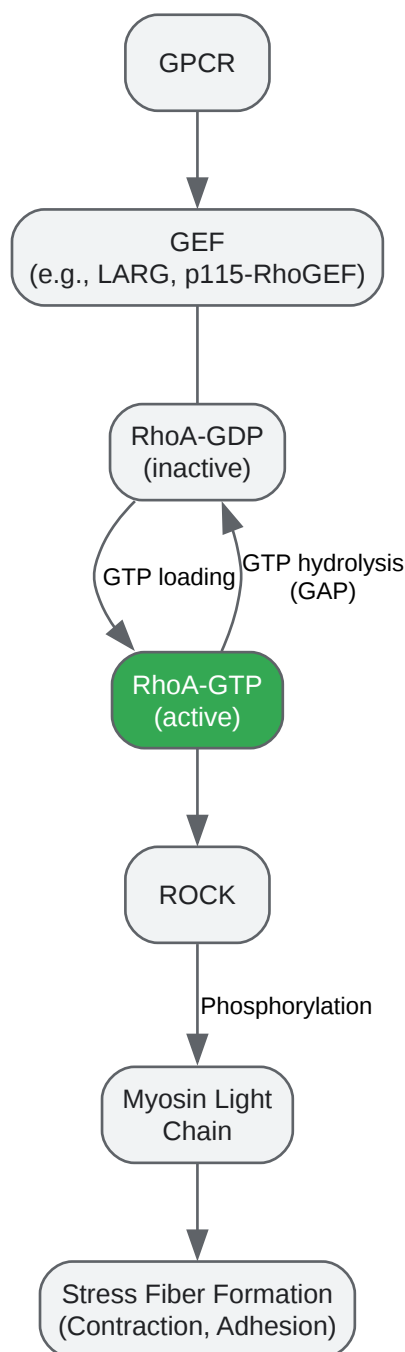 GPCR
GEF
(e.g., LARG, p115-RhoGEF)
RhoA-GDP
(inactive)
GTP loading
GTP hydrolysis
(GAP)
RhoA-GTP
(active)
ROCK
Phosphorylation
Myosin Light
Chain
Stress Fiber Formation
(Contraction, Adhesion)